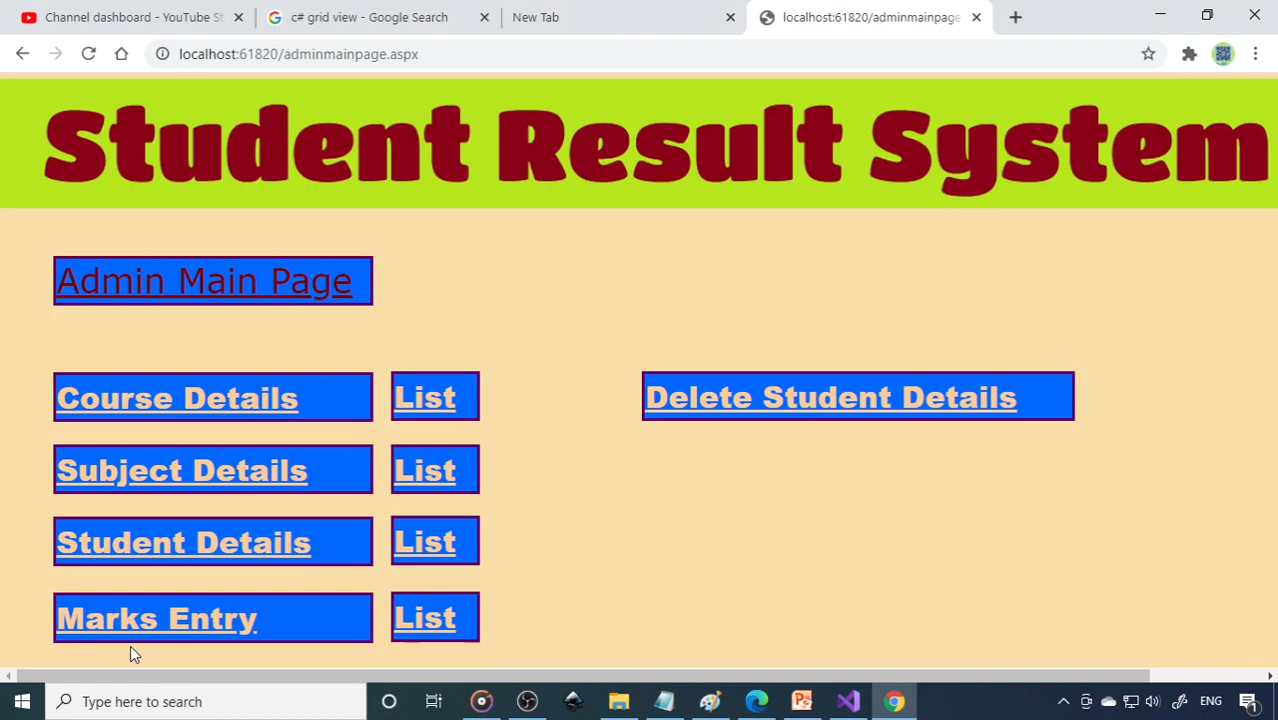 Channel dashboard - YouTube St
c# grid view - Google Search
New Tab
localhost:61820/adminmainpage.
localhost:61820/adminmainpage.aspx
Student Result System
Admin Main Page
Course Details List Delete Student Details
Subject Details List
Student Details List
Marks Entry List
Type here to search
ENG